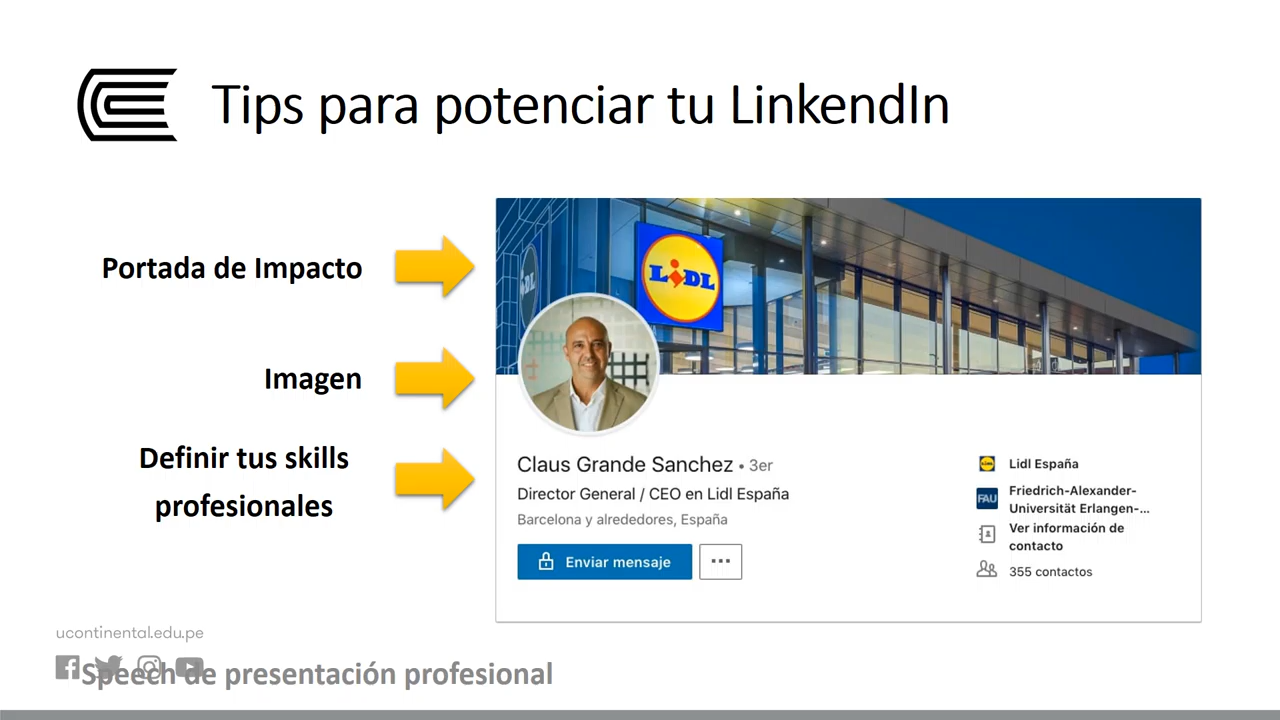 Tips para potenciar tu LinkendIn
Portada de Impacto
Imagen
Definir tus skills
profesionales
LIDL
LIDL
Claus Grande Sanchez • 3er
Director General / CEO en Lidl España
Barcelona y alrededores, España
Enviar mensaje
...
Lidl España
FAU
Friedrich-Alexander-
Universität Erlangen-...
Ver información de
contacto
355 contactos
ucontinental.edu.pe
Speech de presentación profesional